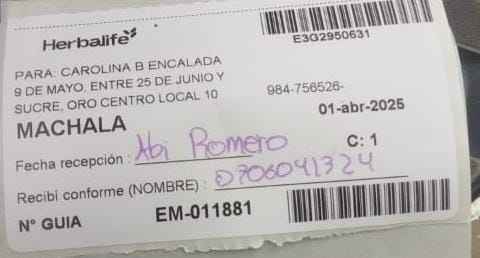 Herbalife
E3G2950631
PARA: CAROLINA B ENCALADA
9 DE MAYO, ENTRE 25 DE JUNIO Y
SUCRE, ORO CENTRO LOCAL 10
984-756526-
MACHALA
01-abr-2025
Fecha recepción : Abi Romero
C: 1
Recibí conforme (NOMBRE) : 0706041324
N° GUIA EM-011881